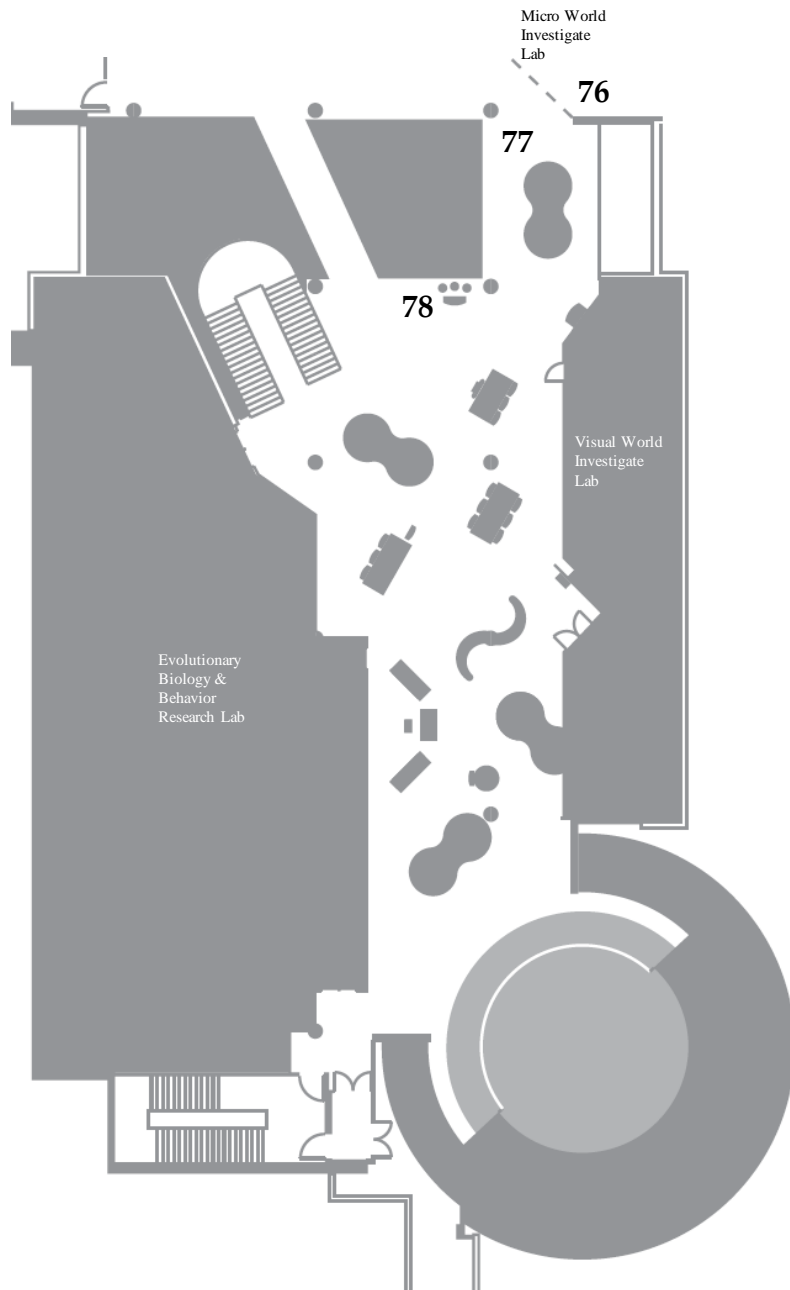 Micro World
Investigate
Lab
76
77
78
Visual World
Investigate
Lab
Evolutionary
Biology &
Behavior
Research Lab